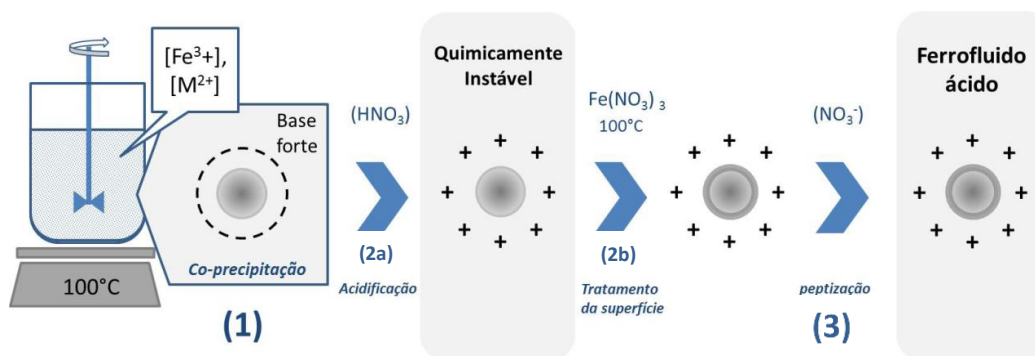 [Fe³+],
[M²⁺]
Base
forte
Co-precipitação
100°C
(1)
(HNO₃)
(2a)
Acidificação
Quimicamente
Instável
+ + + + + + + +
Fe(NO₃)₃
100°C
(2b)
Tratamento
da superfície
+ + + + + + + +
(NO₃⁻)
peptização
(3)
Ferrofluido
ácido
+ + + + + + + +